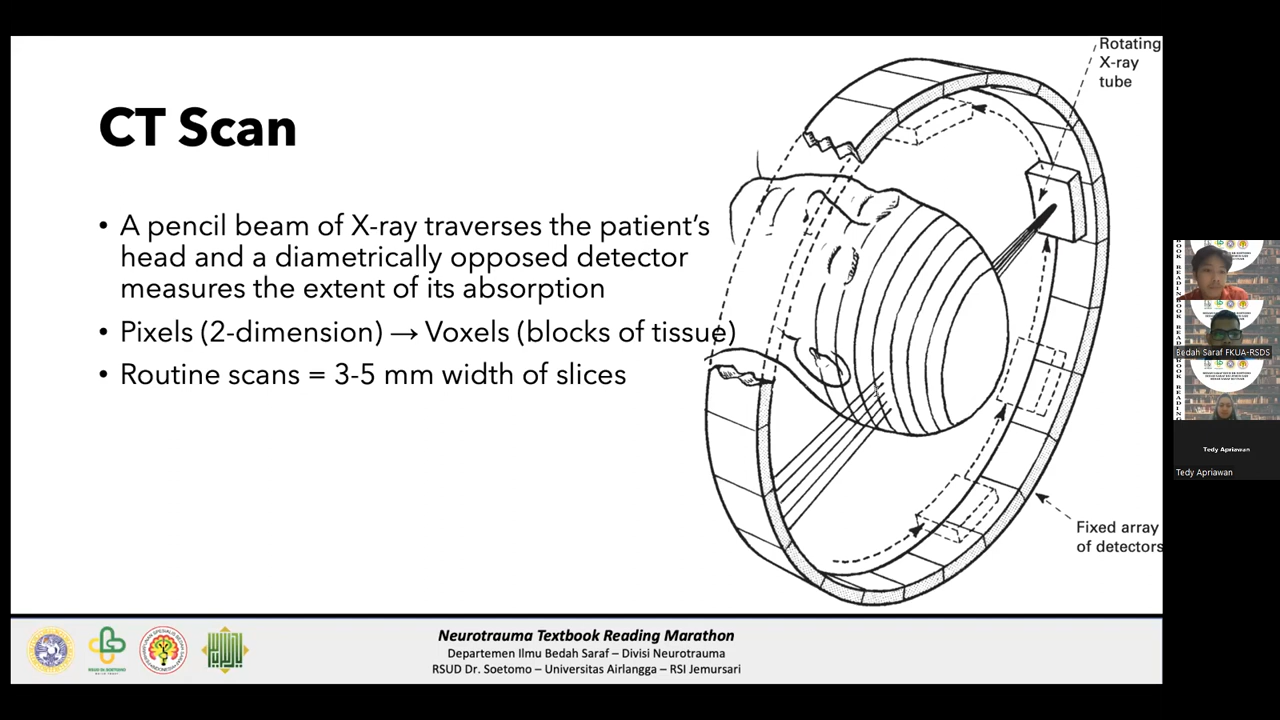 CT Scan
• A pencil beam of X-ray traverses the patient’s
head and a diametrically opposed detector
measures the extent of its absorption
• Pixels (2-dimension) → Voxels (blocks of tissue)
• Routine scans = 3-5 mm width of slices
Rotating
X-ray
tube
Fixed array
of detectors
Neurotrauma Textbook Reading Marathon
Departemen Ilmu Bedah Saraf – Divisi Neurotrauma
RSUD Dr. Soetomo – Universitas Airlangga – RSI Jemursari
Bedah Saraf FKUA-RSDS
Tedy Apriawan
Tedy Apriawan